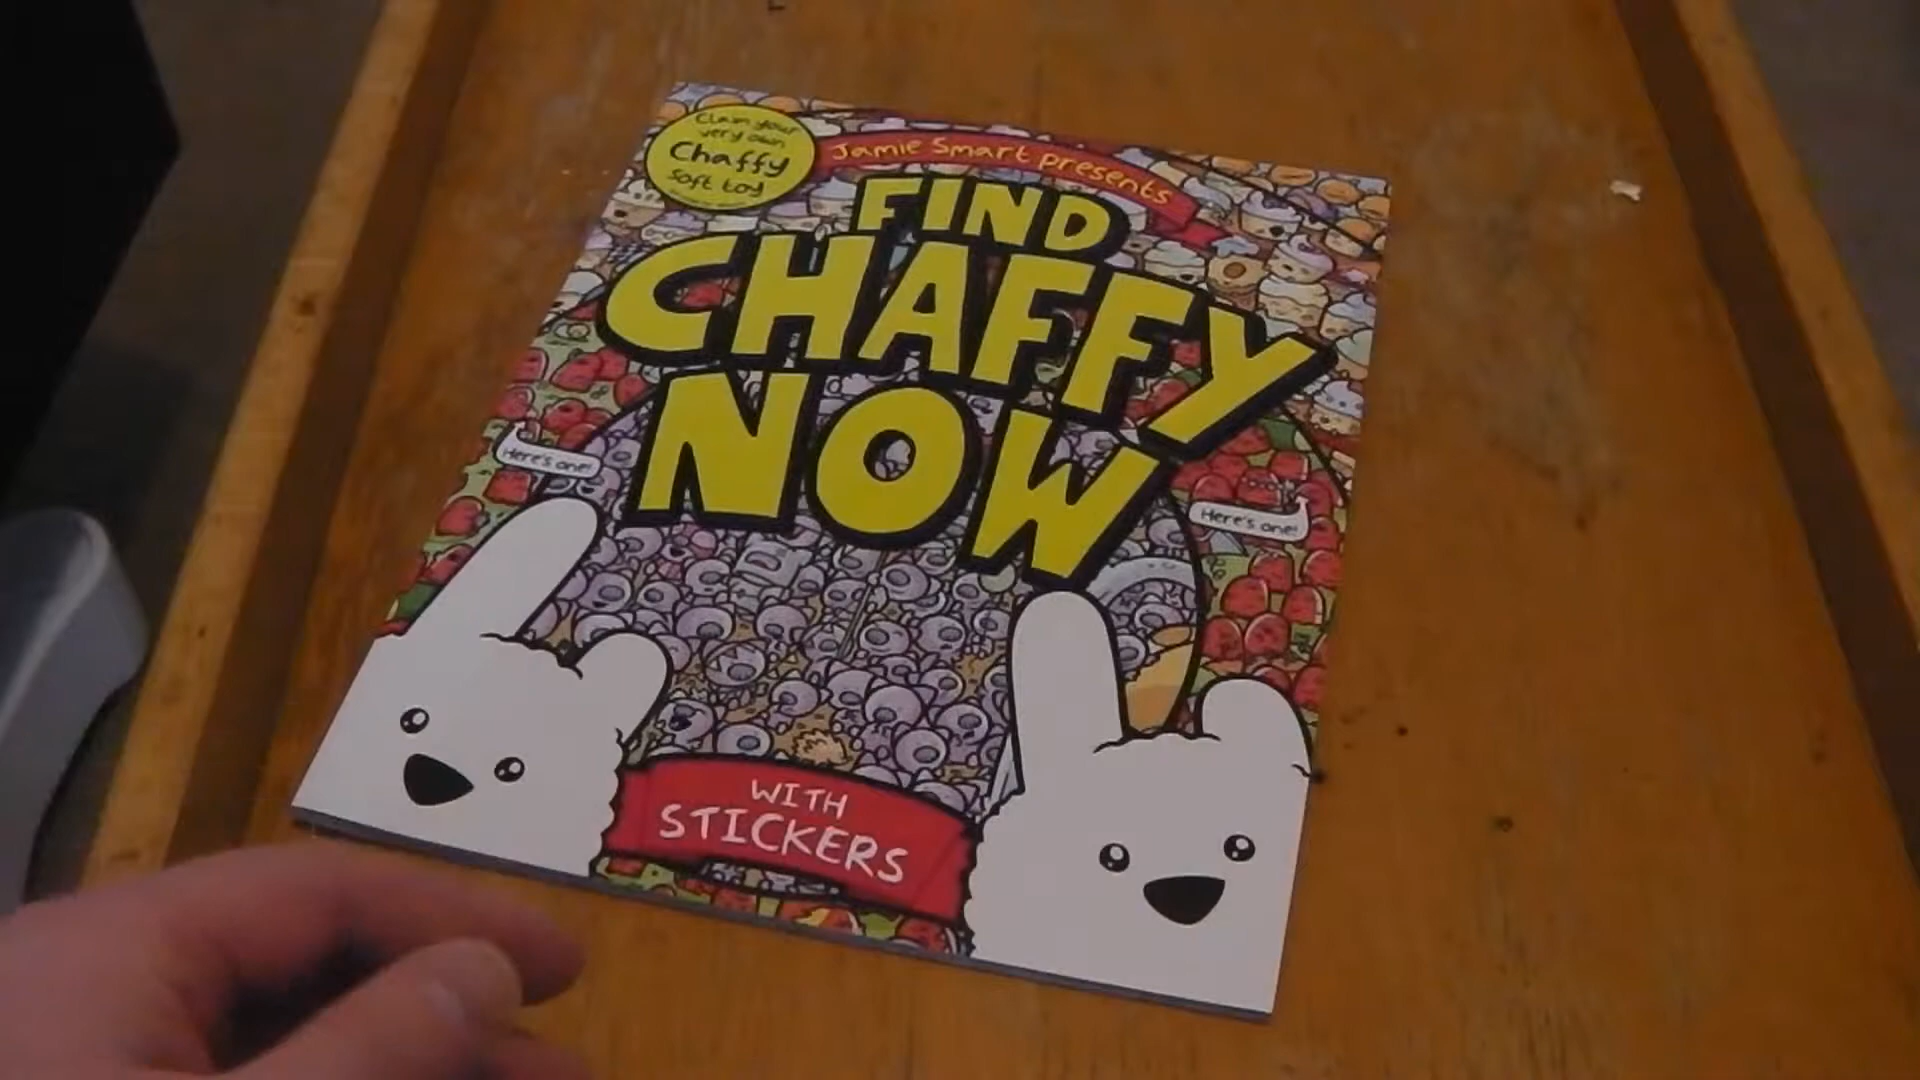 Claim your
very own
Chaffy
soft toy
Jamie Smart presents
FIND
CHAFFY
NOW
Here's one!
Here's one!
WITH
STICKERS